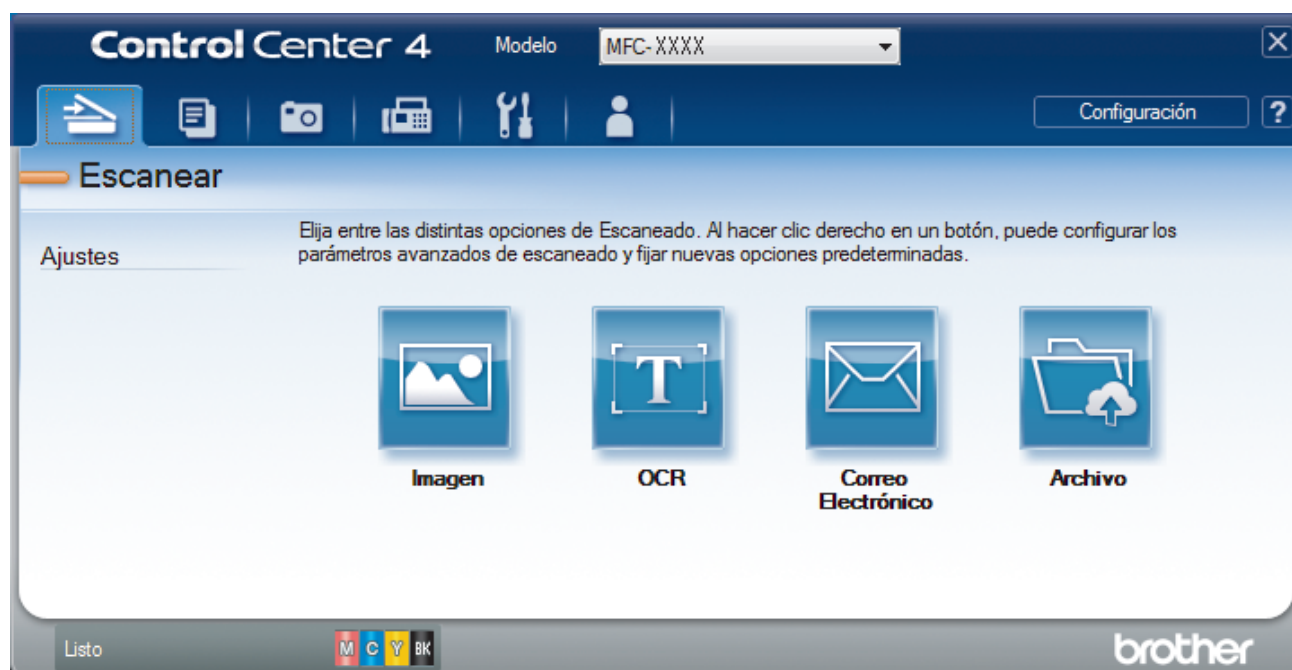 Control Center 4
Modelo
MFC-XXXX
Configuración
?
Escanear
Ajustes
Elija entre las distintas opciones de Escaneado. Al hacer clic derecho en un botón, puede configurar los
parámetros avanzados de escaneado y fijar nuevas opciones predeterminadas.
T
Imagen
OCR
Correo
Electrónico
Archivo
Listo
M C Y BK
brother